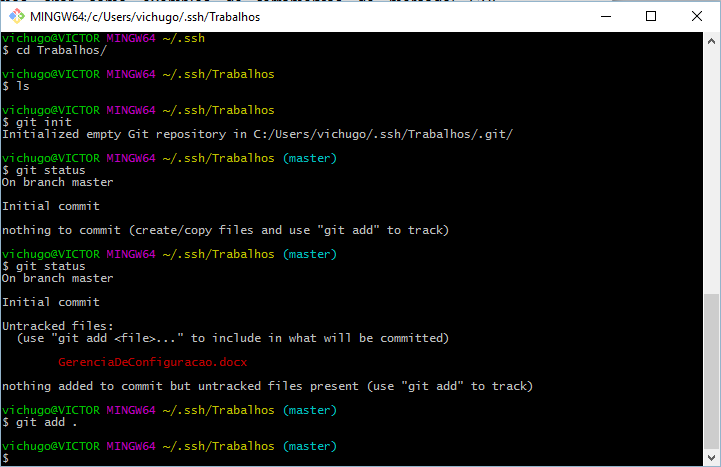 MINGW64:/c/Users/vichugo/.ssh/Trabalhos
vichugo@VICTOR MINGW64 ~/.ssh
$ cd Trabalhos/
vichugo@VICTOR MINGW64 ~/.ssh/Trabalhos
$ ls
vichugo@VICTOR MINGW64 ~/.ssh/Trabalhos
$ git init
Initialized empty Git repository in C:/Users/vichugo/.ssh/Trabalhos/.git/
vichugo@VICTOR MINGW64 ~/.ssh/Trabalhos (master)
$ git status
On branch master
Initial commit
nothing to commit (create/copy files and use "git add" to track)
vichugo@VICTOR MINGW64 ~/.ssh/Trabalhos (master)
$ git status
On branch master
Initial commit
Untracked files:
(use "git add <file>..." to include in what will be committed)
GerenciaDeConfiguracao.docx
nothing added to commit but untracked files present (use "git add" to track)
vichugo@VICTOR MINGW64 ~/.ssh/Trabalhos (master)
$ git add .
vichugo@VICTOR MINGW64 ~/.ssh/Trabalhos (master)
$